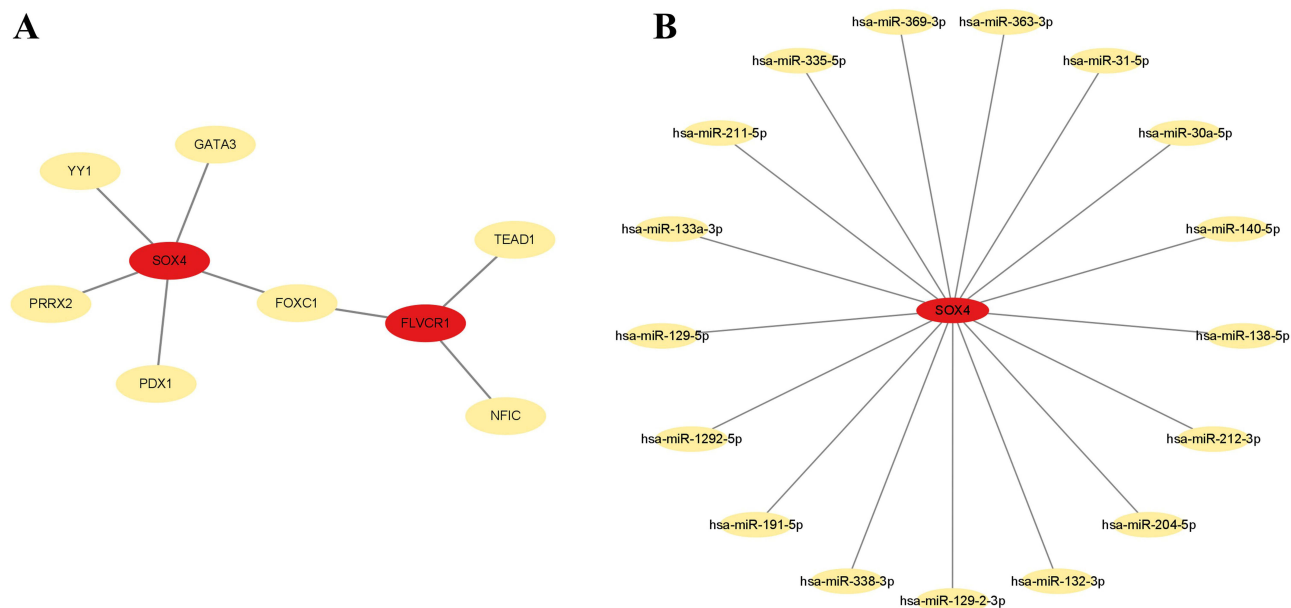 A
GATA3
YY1
TEAD1
SOX4
PRRX2
FOXC1
FLVCR1
PDX1
NFIC
B
hsa-miR-369-3p
hsa-miR-363-3p
hsa-miR-335-5p
hsa-miR-31-5p
hsa-miR-211-5p
hsa-miR-30a-5p
hsa-miR-133a-3p
hsa-miR-140-5p
SOX4
hsa-miR-129-5p
hsa-miR-138-5p
hsa-miR-1292-5p
hsa-miR-212-3p
hsa-miR-191-5p
hsa-miR-204-5p
hsa-miR-338-3p
hsa-miR-132-3p
hsa-miR-129-2-3p